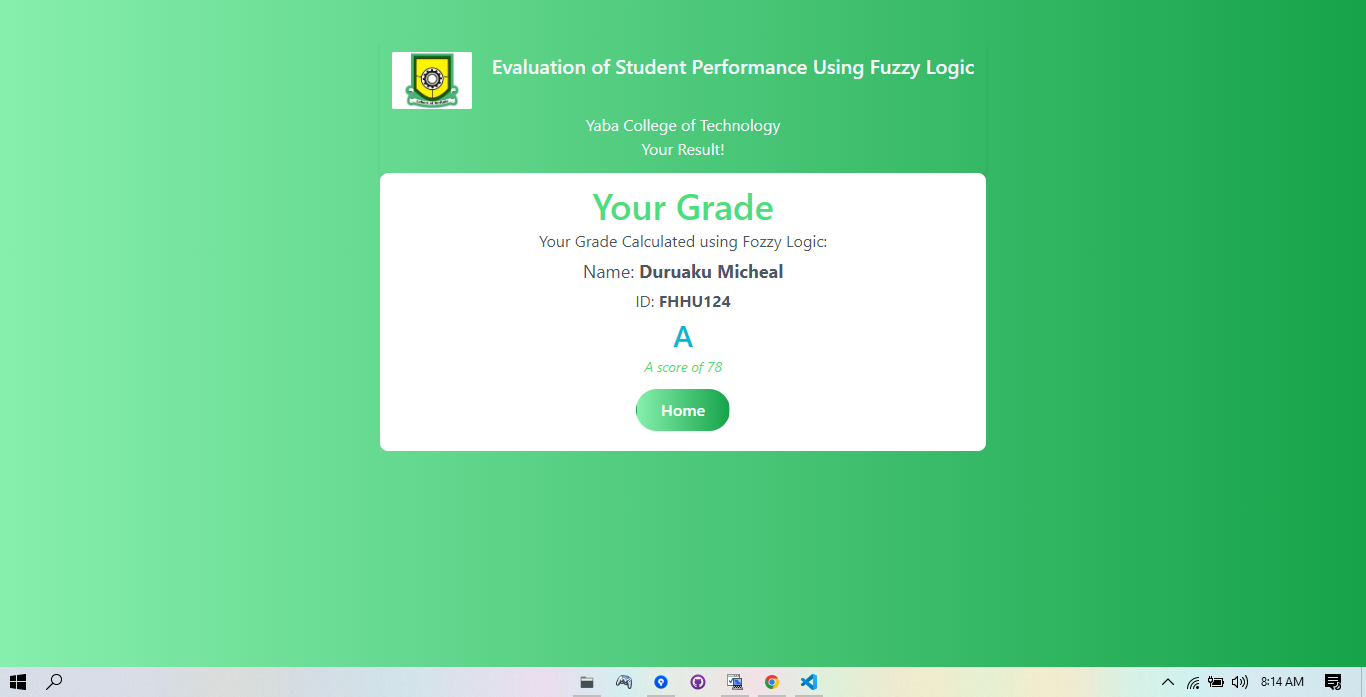 Evaluation of Student Performance Using Fuzzy Logic
Yaba College of Technology
Your Result!
Your Grade
Your Grade Calculated using Fozzy Logic:
Name: Duruaku Micheal
ID: FHHU124
A
A score of 78
Home
8:14 AM